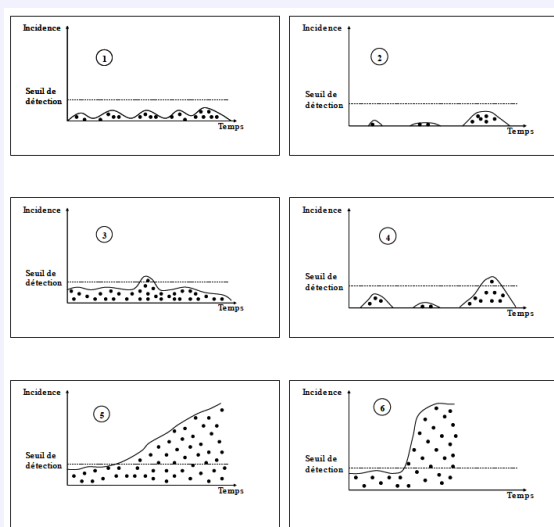 Incidence
1
Seuil de
détection
Temps
Incidence
2
Seuil de
détection
Temps
Incidence
3
Seuil de
détection
Temps
Incidence
4
Seuil de
détection
Temps
Incidence
5
Seuil de
détection
Temps
Incidence
6
Seuil de
détection
Temps